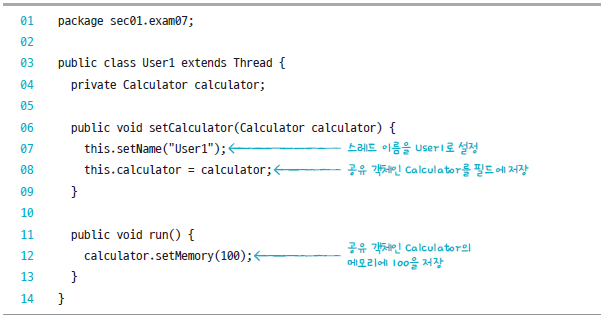 01 package sec01.exam07;
02
03 public class User1 extends Thread {
04 private Calculator calculator;
05
06 public void setCalculator(Calculator calculator) {
07 this.setName("User1"); 스레드 이름을 User1로 설정
08 this.calculator = calculator; 공유 객체인 Calculator를 필드에 저장
09 }
10
11 public void run() {
12 calculator.setMemory(100); 공유 객체인 Calculator의
메모리에 100을 저장
13 }
14 }